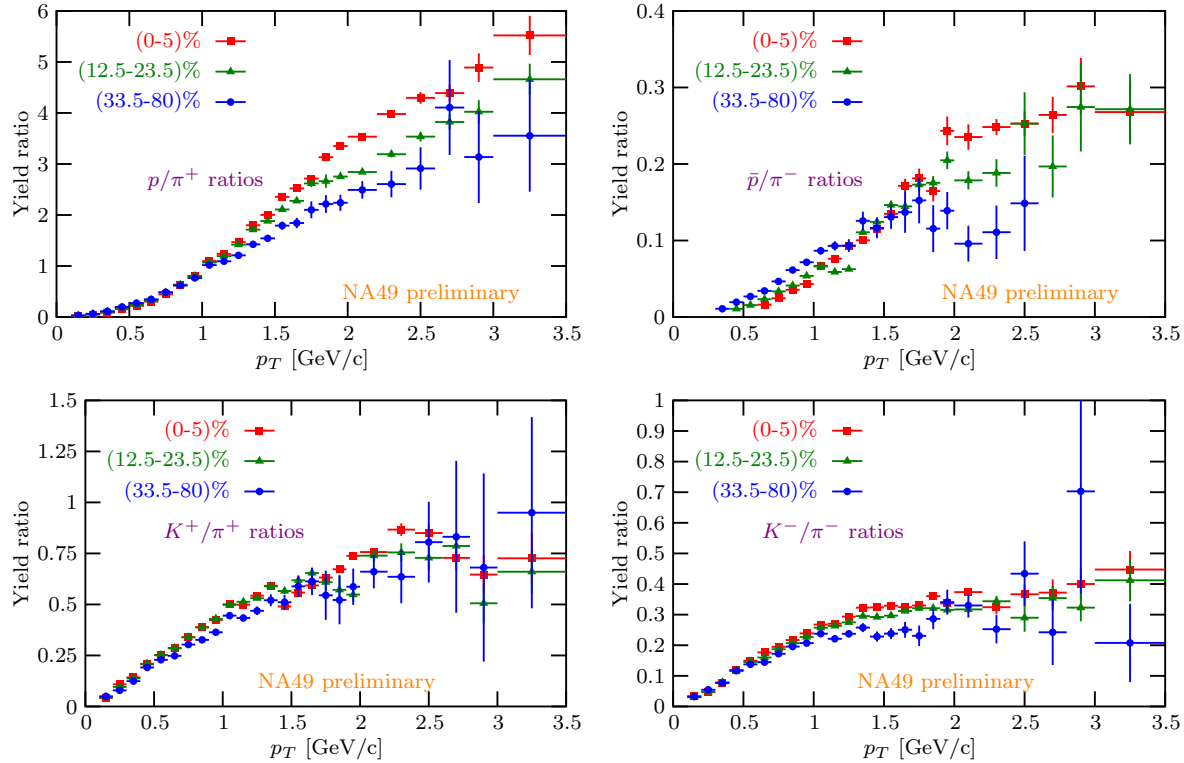 6
5
4
3
2
1
0
Yield ratio
(0-5)%
(12.5-23.5)%
(33.5-80)%
p/π⁺ ratios
NA49 preliminary
0 0.5 1 1.5 2 2.5 3 3.5
p_T [GeV/c]
0.4
0.3
0.2
0.1
0
Yield ratio
(0-5)%
(12.5-23.5)%
(33.5-80)%
p̄/π⁻ ratios
NA49 preliminary
0 0.5 1 1.5 2 2.5 3 3.5
p_T [GeV/c]
1.5
1.25
1
0.75
0.5
0.25
0
Yield ratio
(0-5)%
(12.5-23.5)%
(33.5-80)%
K⁺/π⁺ ratios
NA49 preliminary
0 0.5 1 1.5 2 2.5 3 3.5
p_T [GeV/c]
1
0.9
0.8
0.7
0.6
0.5
0.4
0.3
0.2
0.1
0
Yield ratio
(0-5)%
(12.5-23.5)%
(33.5-80)%
K⁻/π⁻ ratios
NA49 preliminary
0 0.5 1 1.5 2 2.5 3 3.5
p_T [GeV/c]